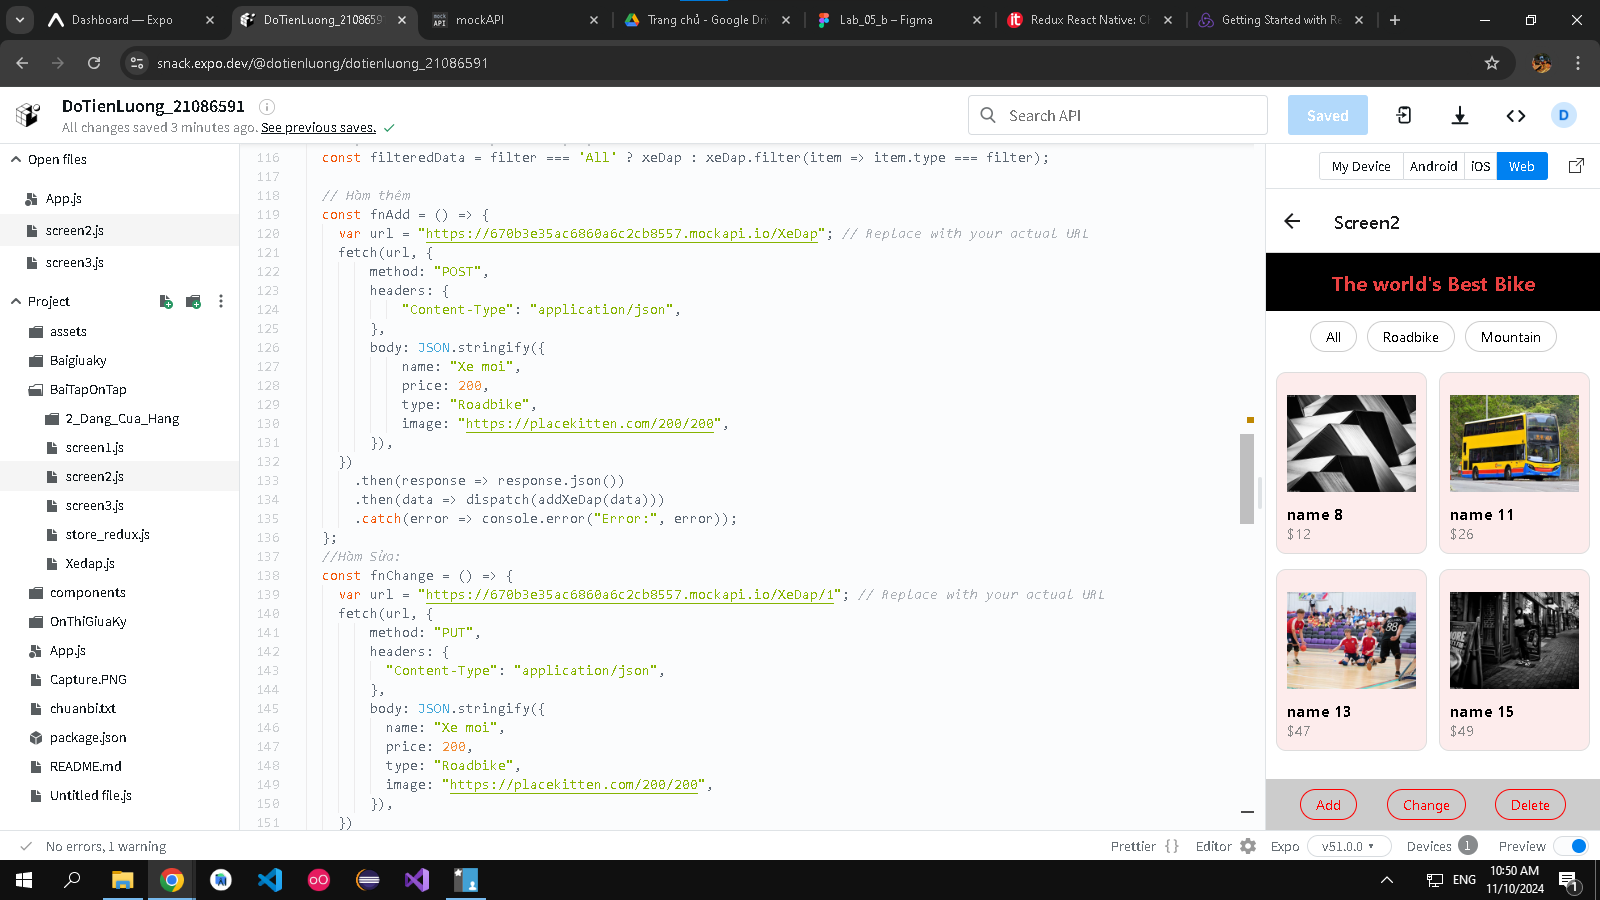 Dashboard — Expo
DoTienLuong_2108659
mockAPI
Trang chủ - Google Dri
Lab_05_b – Figma
Redux React Native: Ch
Getting Started with Re
snack.expo.dev/@dotienluong/dotienluong_21086591
DoTienLuong_21086591
All changes saved 3 minutes ago. See previous saves.
Search API
Saved
D
Open files
App.js
screen2.js
screen3.js
Project
assets
Baigiuaky
BaiTapOnTap
2_Dang_Cua_Hang
screen1.js
screen2.js
screen3.js
store_redux.js
Xedap.js
components
OnThiGiuaKy
App.js
Capture.PNG
chuanbi.txt
package.json
README.md
Untitled file.js
116 const filteredData = filter === 'All' ? xeDap : xeDap.filter(item => item.type === filter);
117
118 // Hàm thêm
119 const fnAdd = () => {
120 var url = "https://670b3e35ac6860a6c2cb8557.mockapi.io/XeDap"; // Replace with your actual URL
121 fetch(url, {
122 method: "POST",
123 headers: {
124 "Content-Type": "application/json",
125 },
126 body: JSON.stringify({
127 name: "Xe moi",
128 price: 200,
129 type: "Roadbike",
130 image: "https://placekitten.com/200/200",
131 }),
132 })
133 .then(response => response.json())
134 .then(data => dispatch(addXeDap(data)))
135 .catch(error => console.error("Error:", error));
136 };
137 //Hàm Sửa:
138 const fnChange = () => {
139 var url = "https://670b3e35ac6860a6c2cb8557.mockapi.io/XeDap/1"; // Replace with your actual URL
140 fetch(url, {
141 method: "PUT",
142 headers: {
143 "Content-Type": "application/json",
144 },
145 body: JSON.stringify({
146 name: "Xe moi",
147 price: 200,
148 type: "Roadbike",
149 image: "https://placekitten.com/200/200",
150 }),
151 })
My Device
Android
iOS
Web
Screen2
The world's Best Bike
All
Roadbike
Mountain
name 8
$12
name 11
$26
name 13
$47
name 15
$49
Add
Change
Delete
No errors, 1 warning
Prettier { }
Editor
Expo
v51.0.0
Devices 1
Preview
ENG
10:50 AM
11/10/2024
1